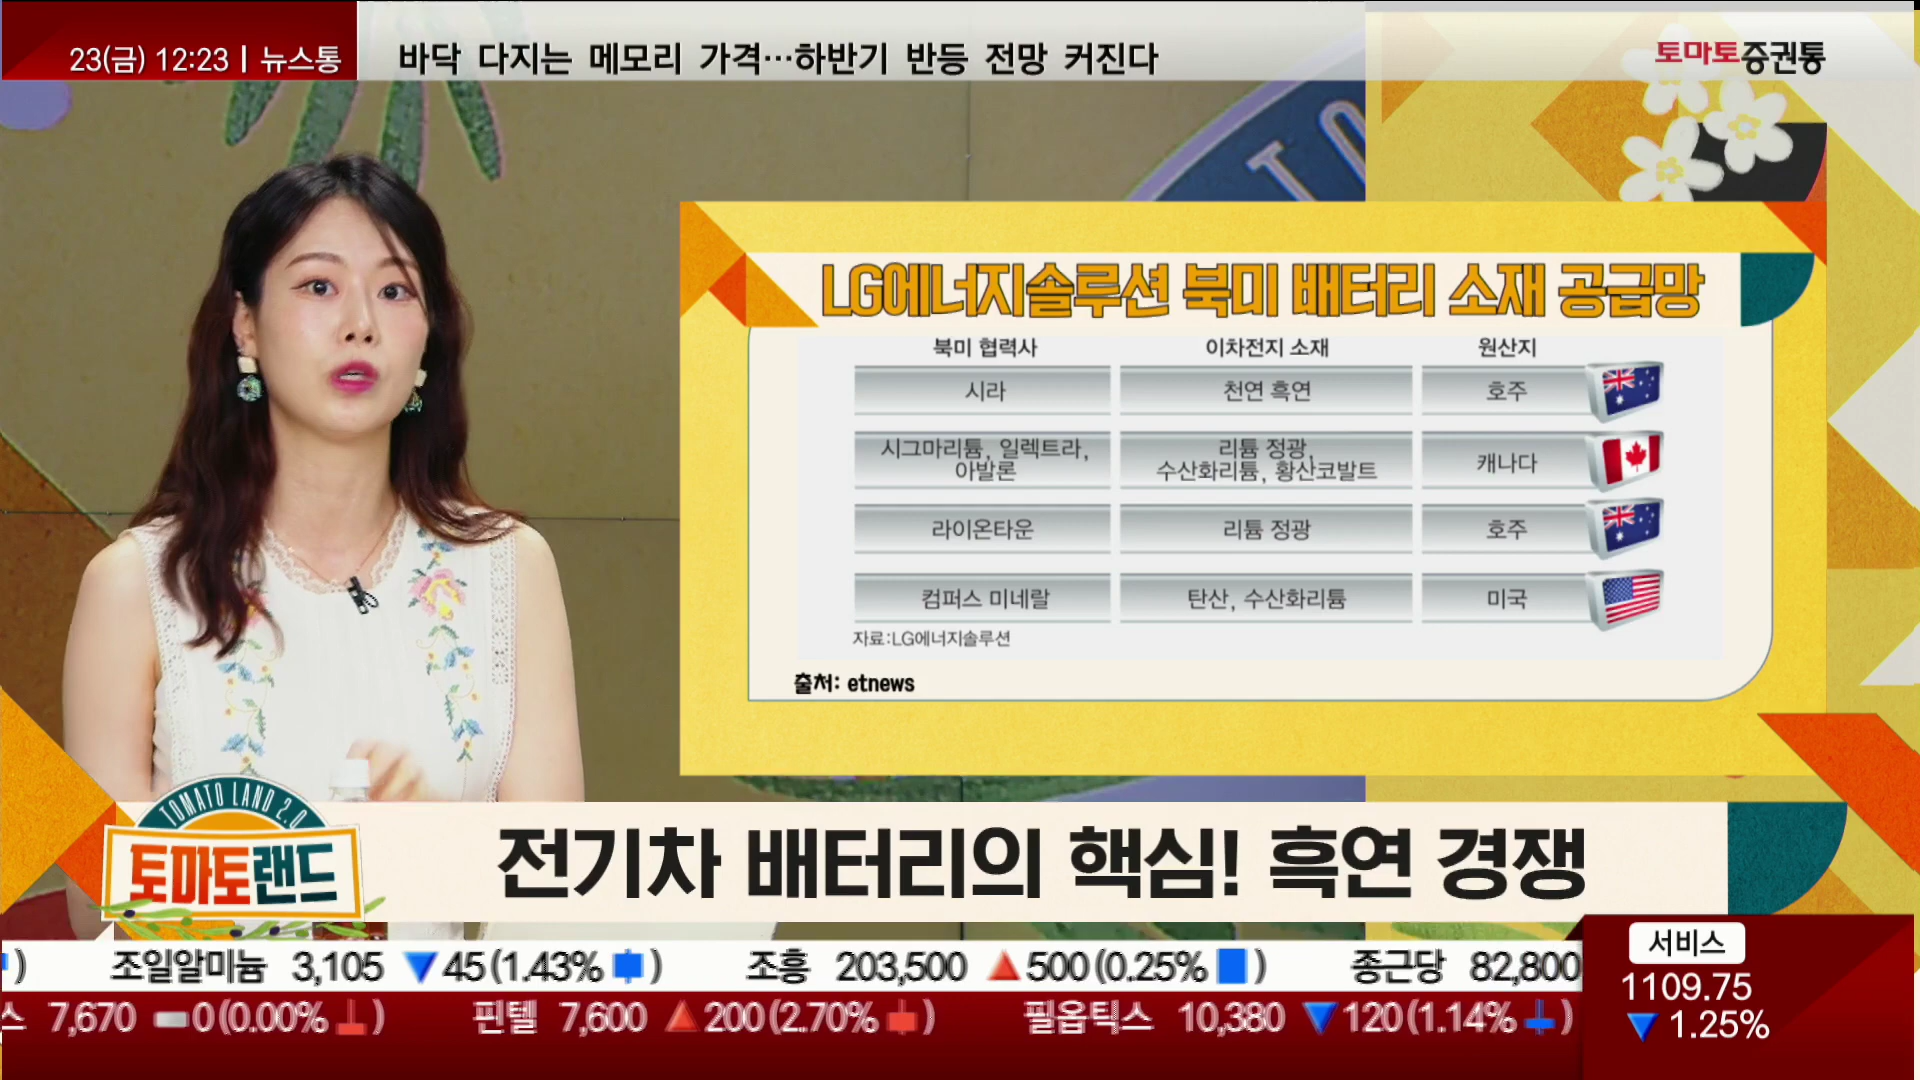 23(금) 12:23 | 뉴스통
바닥 다지는 메모리 가격…하반기 반등 전망 커진다
토마토증권통
LG에너지솔루션 북미 배터리 소재 공급망
북미 협력사 이차전지 소재 원산지
시라 천연 흑연 호주
시그마리튬, 일렉트라, 아발론 리튬 정광, 수산화리튬, 황산코발트 캐나다
라이온타운 리튬 정광 호주
컴퍼스 미네랄 탄산, 수산화리튬 미국
자료:LG에너지솔루션
출처: etnews
TOMATO LAND 2.0
토마토랜드
전기차 배터리의 핵심! 흑연 경쟁
) 조일알미늄 3,105 ▼45(1.43% ) 조흥 203,500 ▲500(0.25% ) 종근당 82,800
스 7,670 0(0.00% ) 핀텔 7,600 ▲200(2.70% ) 필옵틱스 10,380 ▼120(1.14% )
서비스
1109.75
▼ 1.25%